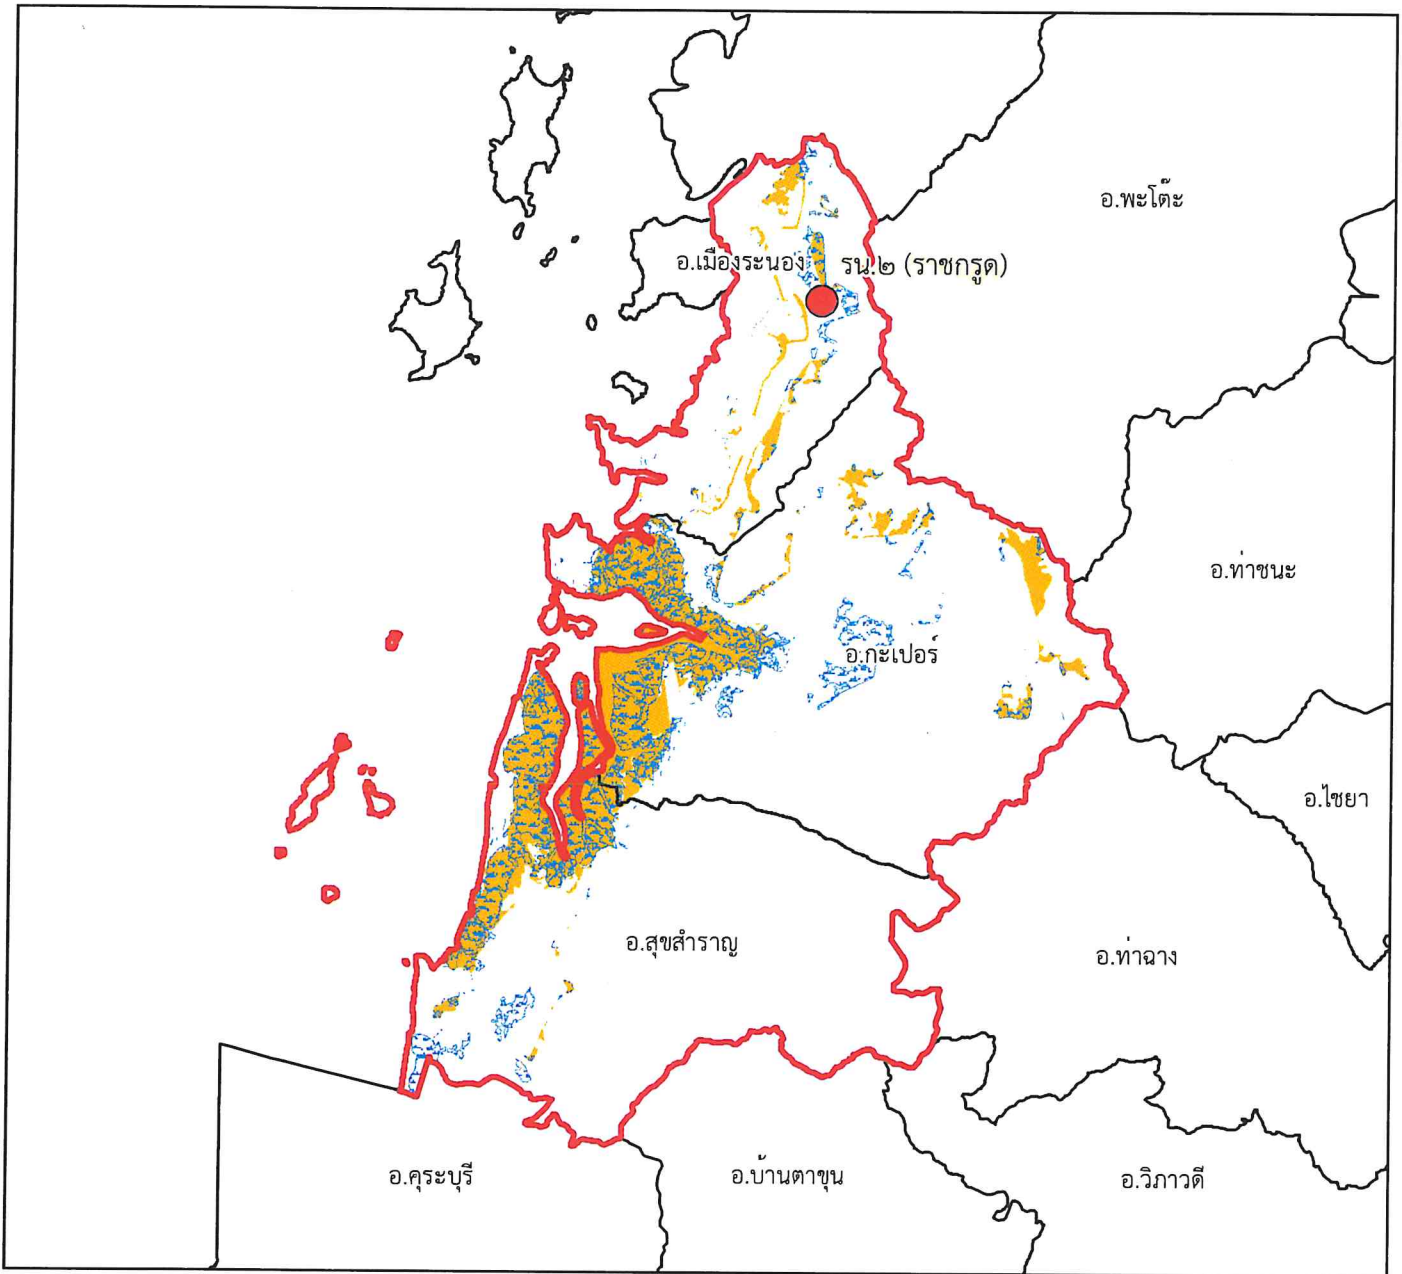 อ.พะโต๊ะ
อ.เมืองระนอง
รน.๒ (ราชกรูด)
อ.ท่าชนะ
อ.กะเปอร์
อ.ไชยา
อ.สุขสำราญ
อ.ท่าฉาง
อ.คุระบุรี
อ.บ้านตาขุน
อ.วิภาวดี